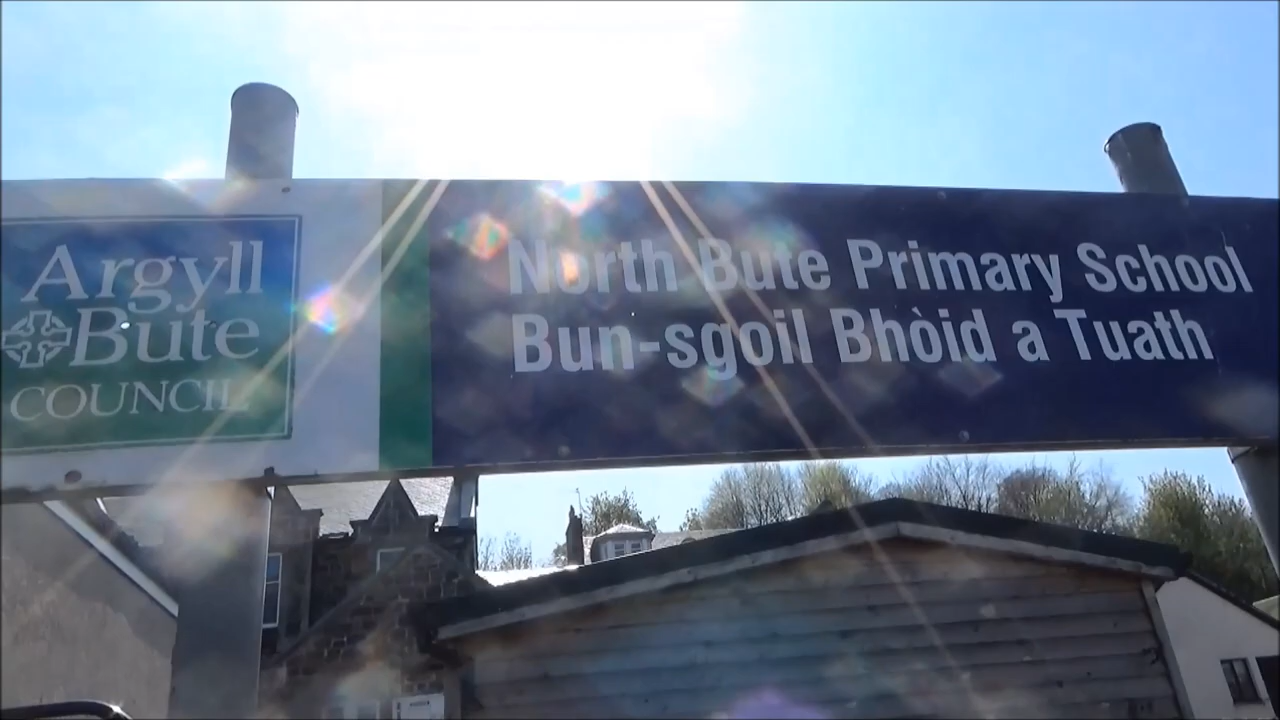 Argyll
Bute
COUNCIL
North Bute Primary School
Bun-sgoil Bhòid a Tuath